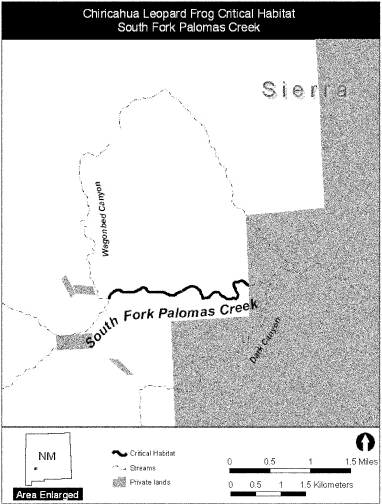 Chiricahua Leopard Frog Critical Habitat
South Fork Palomas Creek
Sierra
Wagonbed Canyon
South Fork Palomas Creek
Dark Canyon
NM
Area Enlarged
Critical Habitat
Streams
Private lands
0 0.5 1 1.5 Miles
0 0.5 1 1.5 Kilometers